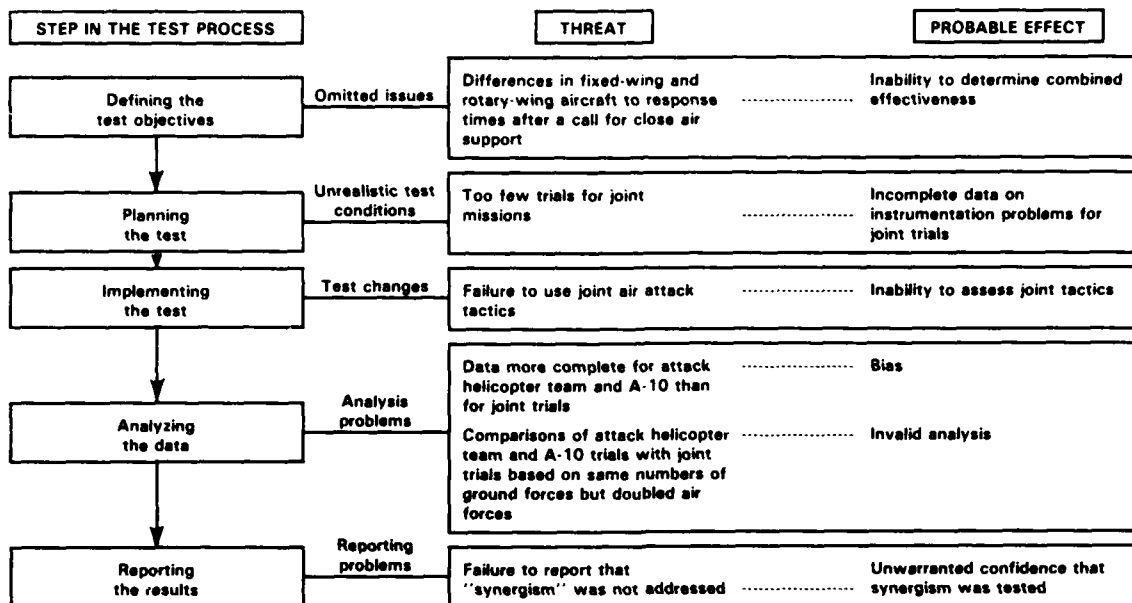 STEP IN THE TEST PROCESS
THREAT
PROBABLE EFFECT
Defining the
test objectives
Omitted issues
Differences in fixed-wing and
rotary-wing aircraft to response
times after a call for close air
support
Inability to determine combined
effectiveness
Planning
the test
Unrealistic test
conditions
Too few trials for joint
missions
Incomplete data on
instrumentation problems for
joint trials
Implementing
the test
Test changes
Failure to use joint air attack
tactics
Inability to assess joint tactics
Analyzing
the data
Analysis
problems
Data more complete for attack
helicopter team and A-10 than
for joint trials
Bias
Comparisons of attack helicopter
team and A-10 trials with joint
trials based on same numbers of
ground forces but doubled air
forces
Invalid analysis
Reporting
the results
Reporting
problems
Failure to report that
"synergism" was not addressed
Unwarranted confidence that
synergism was tested